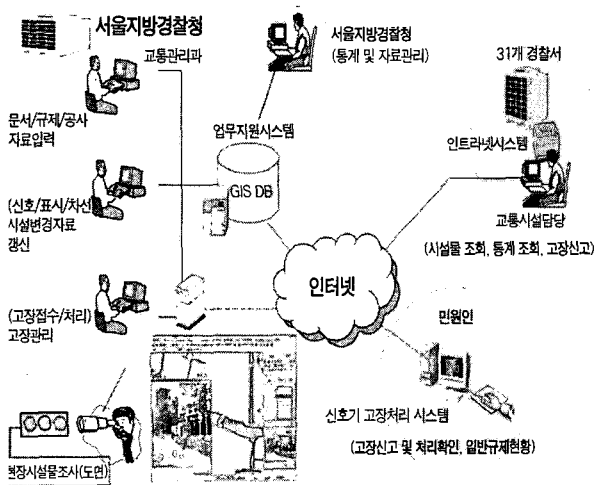 서울지방경찰청
교통관리과
문서/규제/공사
자료입력
(신호/표시/차선
시설변경자료
갱신
(고장접수/처리)
고장관리
현장시설물조사(도면)
서울지방경찰청
(통계 및 자료관리)
업무지원시스템
GIS DB
인터넷
31개 경찰서
인트라넷시스템
교통시설담당
(시설물 조회, 통계 조회, 고장신고)
민원인
신호기 고장처리 시스템
(고장신고 및 처리확인, 일반규제현황)